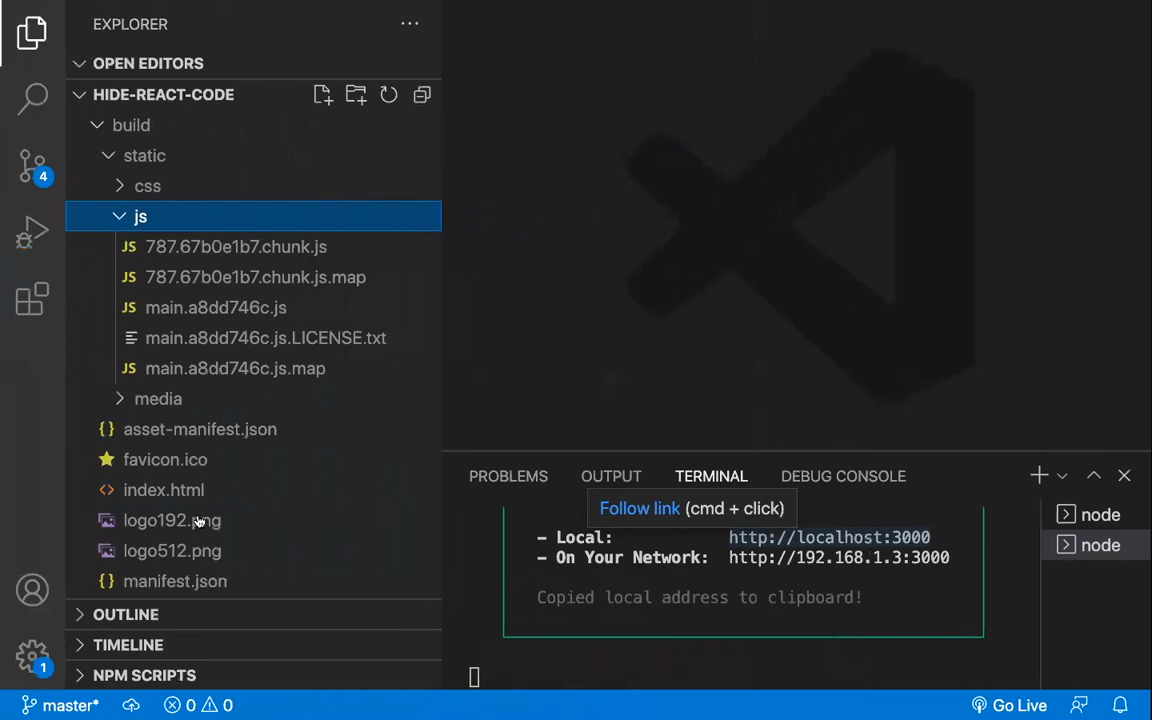 EXPLORER
OPEN EDITORS
HIDE-REACT-CODE
build
static
css
js
JS 787.67b0e1b7.chunk.js
JS 787.67b0e1b7.chunk.js.map
JS main.a8dd746c.js
main.a8dd746c.js.LICENSE.txt
JS main.a8dd746c.js.map
media
{} asset-manifest.json
favicon.ico
<> index.html
logo192.png
logo512.png
{} manifest.json
OUTLINE
TIMELINE
NPM SCRIPTS
4
1
PROBLEMS OUTPUT TERMINAL DEBUG CONSOLE
Follow link (cmd + click)
- Local: http://localhost:3000
- On Your Network: http://192.168.1.3:3000
Copied local address to clipboard!
node
node
master* 0 0 Go Live